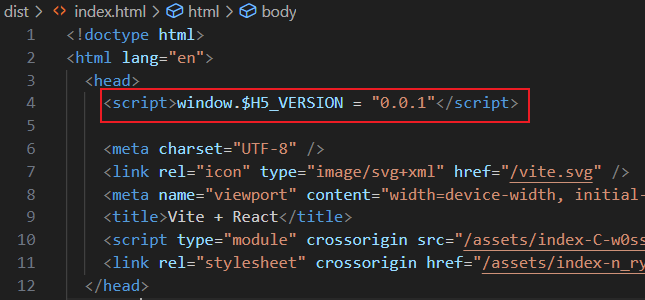 dist > <> index.html > html > body
1 <!doctype html>
2 <html lang="en">
3 <head>
4 <script>window.$H5_VERSION = "0.0.1"</script>
5
6 <meta charset="UTF-8" />
7 <link rel="icon" type="image/svg+xml" href="/vite.svg" />
8 <meta name="viewport" content="width=device-width, initial-
9 <title>Vite + React</title>
10 <script type="module" crossorigin src="/assets/index-C-w0ss
11 <link rel="stylesheet" crossorigin href="/assets/index-n_ry
12 </head>